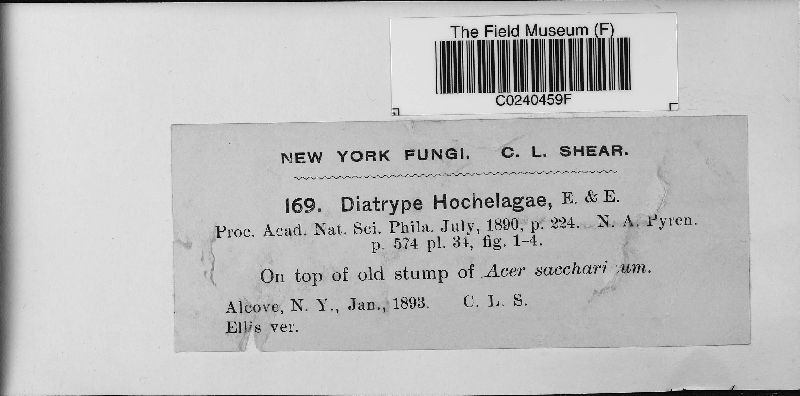 The Field Museum (F)
C0240459F
NEW YORK FUNGI. C. L. SHEAR.
169. Diatrype Hochelagae, E. & E.
Proc. Acad. Nat. Sci. Phila. July, 1890, p. 224. N. A. Pyren.
p. 574 pl. 34, fig. 1-4.
On top of old stump of Acer sacchari um.
Alcove, N. Y., Jan., 1893. C. L. S.
Ellis ver.